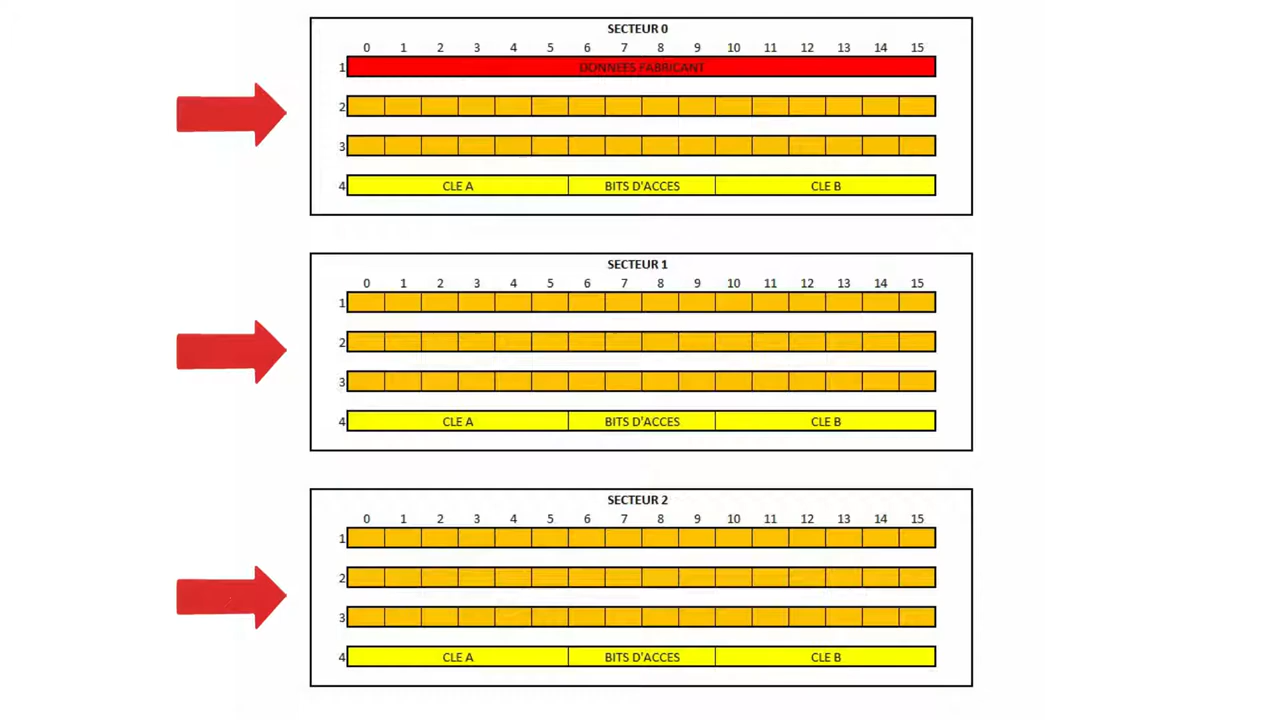 SECTEUR 0
0 1 2 3 4 5 6 7 8 9 10 11 12 13 14 15
1 DONNEES FABRICANT
2
3
4 CLE A BITS D'ACCES CLE B
SECTEUR 1
0 1 2 3 4 5 6 7 8 9 10 11 12 13 14 15
1
2
3
4 CLE A BITS D'ACCES CLE B
SECTEUR 2
0 1 2 3 4 5 6 7 8 9 10 11 12 13 14 15
1
2
3
4 CLE A BITS D'ACCES CLE B